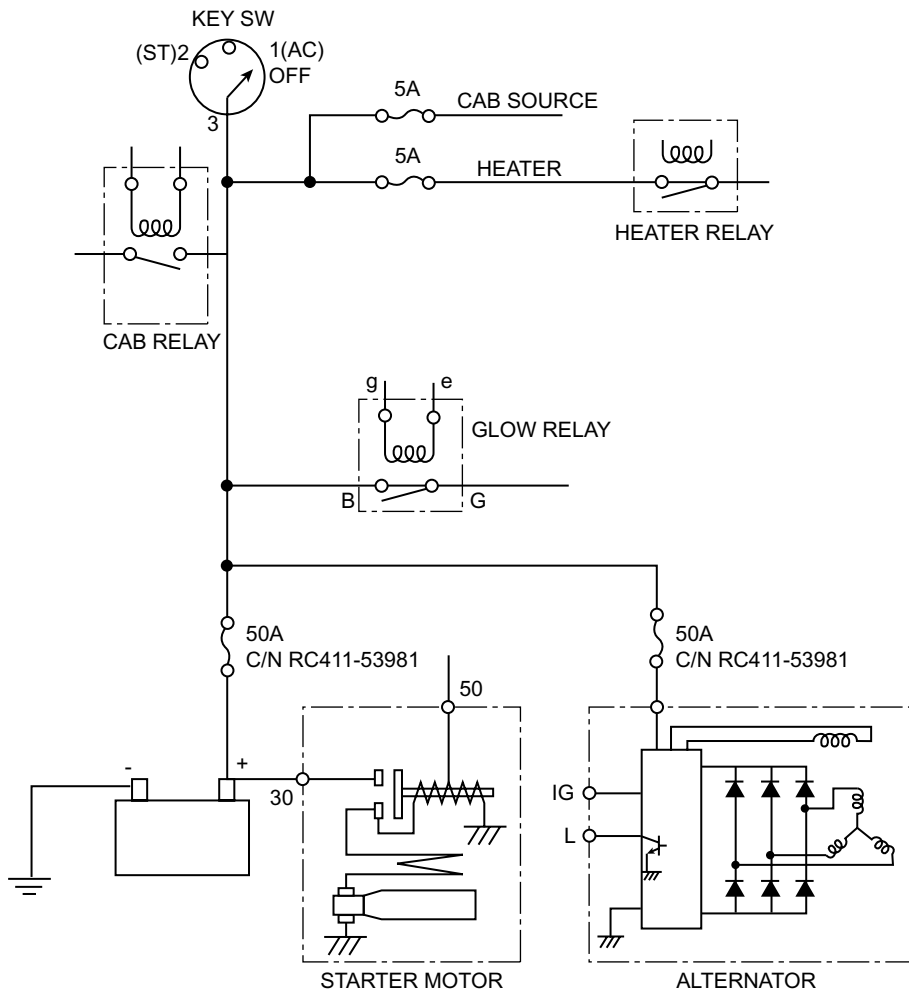 KEY SW
(ST)2
1(AC)
OFF
3
5A
CAB SOURCE
5A
HEATER
HEATER RELAY
CAB RELAY
g
e
GLOW RELAY
B
G
50A
C/N RC411-53981
50A
C/N RC411-53981
50
-
+
30
IG
L
STARTER MOTOR
ALTERNATOR